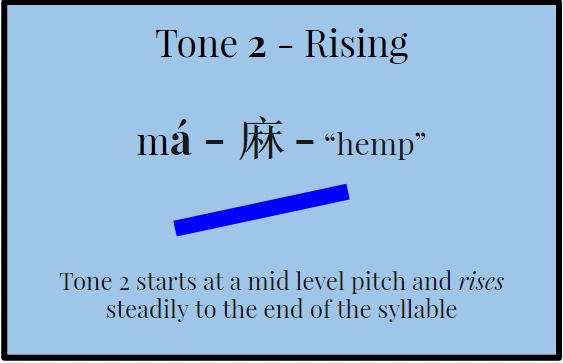 Tone 2 - Rising
má - 麻 - “hemp”
Tone 2 starts at a mid level pitch and rises
steadily to the end of the syllable